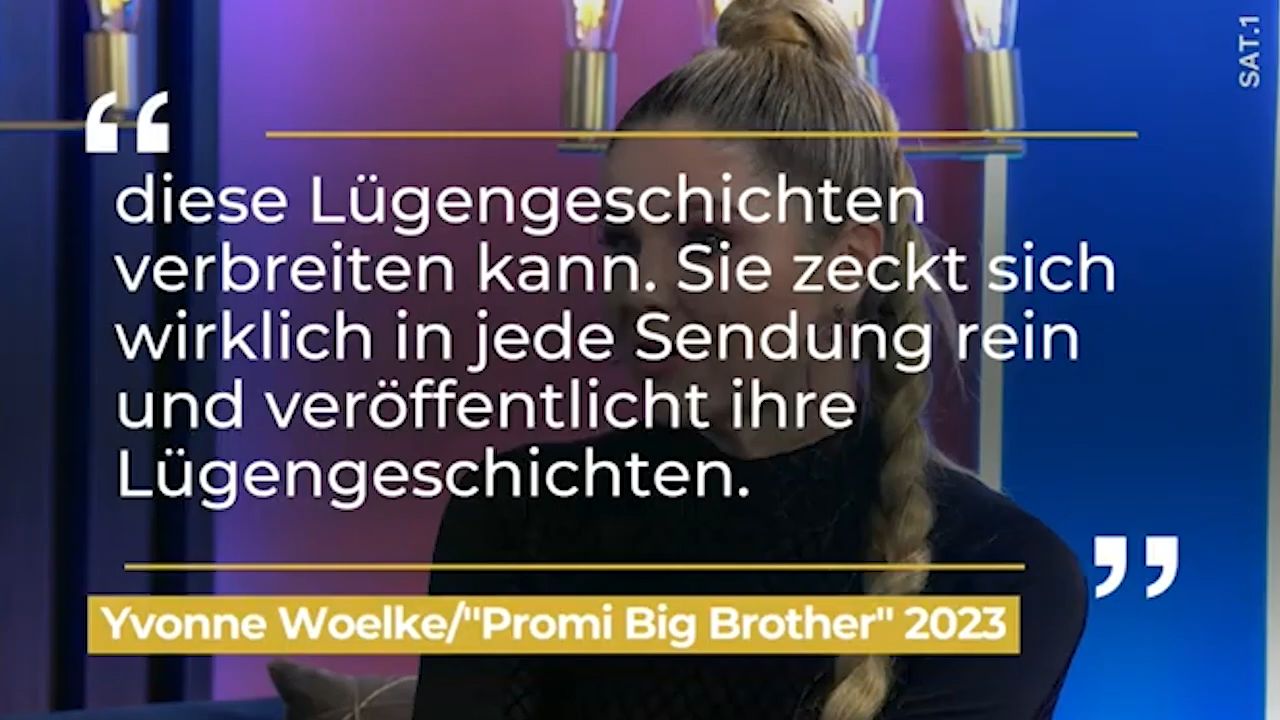 SAT.1
“
diese Lügengeschichten
verbreiten kann. Sie zeckt sich
wirklich in jede Sendung rein
und veröffentlicht ihre
Lügengeschichten.
”
Yvonne Woelke/"Promi Big Brother" 2023